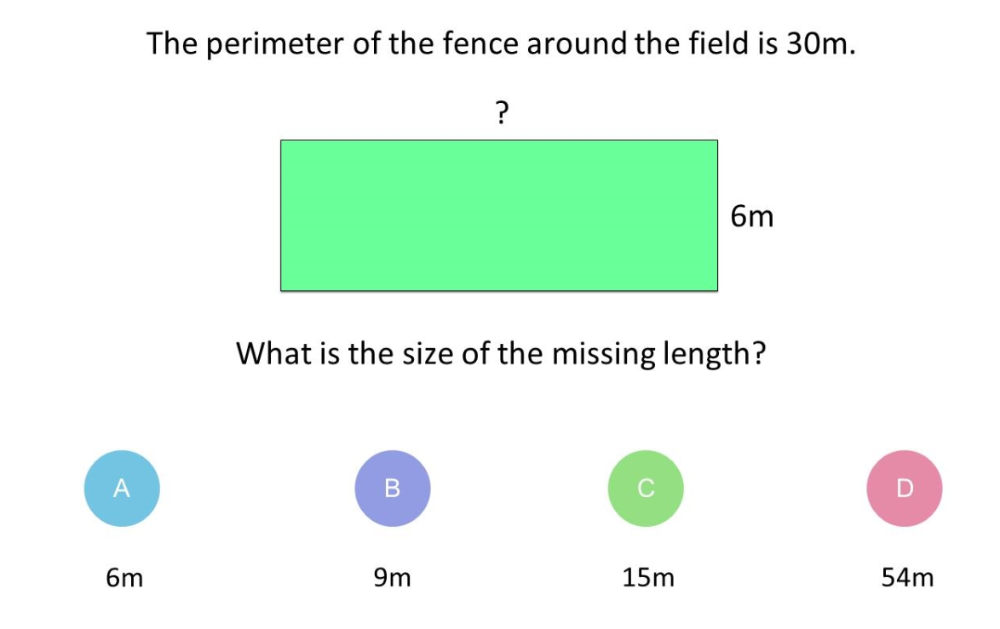 The perimeter of the fence around the field is 30m.
?
6m
What is the size of the missing length?
A B C D
6m 9m 15m 54m